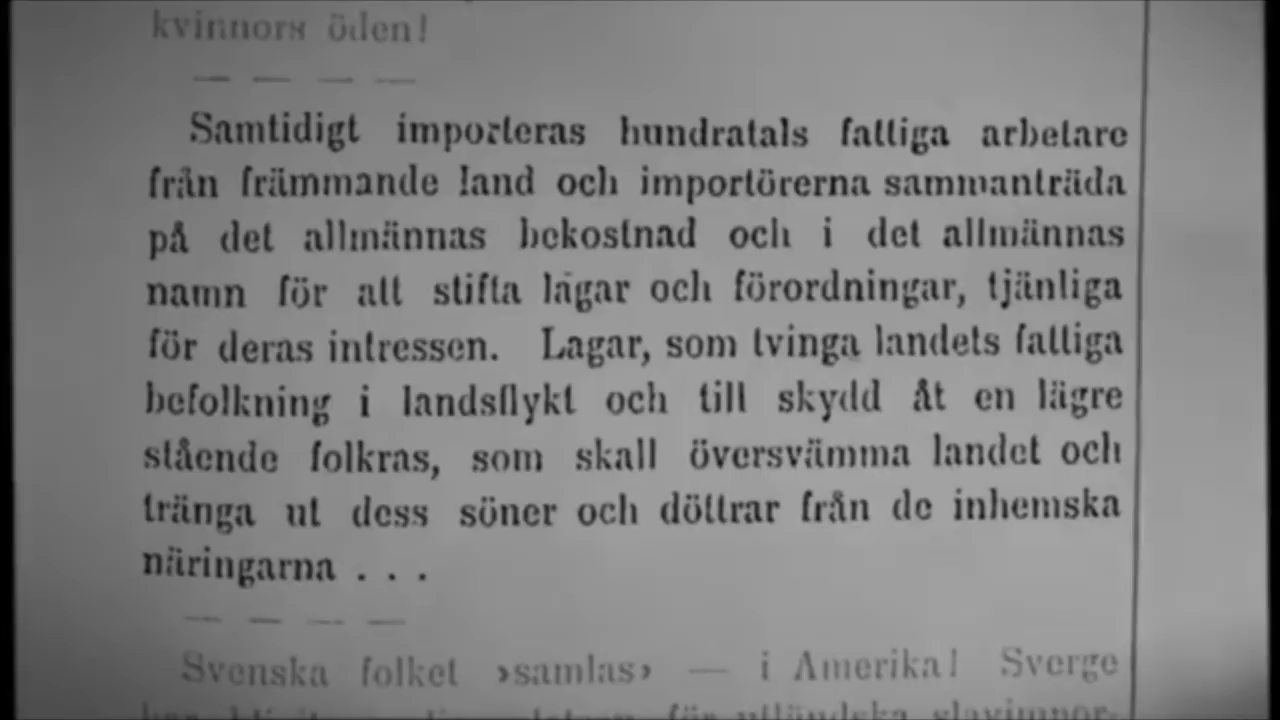 kvinnors öden!
Samtidigt importeras hundratals fattiga arbetare
från främmande land och importörerna sammanträda
på det allmännas bekostnad och i det allmännas
namn för att stifta lagar och förordningar, tjänliga
för deras intressen. Lagar, som tvinga landets fattiga
befolkning i landsflykt och till skydd åt en lägre
stående folkras, som skall översvämma landet och
tränga ut dess söner och döttrar från de inhemska
näringarna . . .
Svenska folket »samlas» — i Amerika! Sverge
för utländska